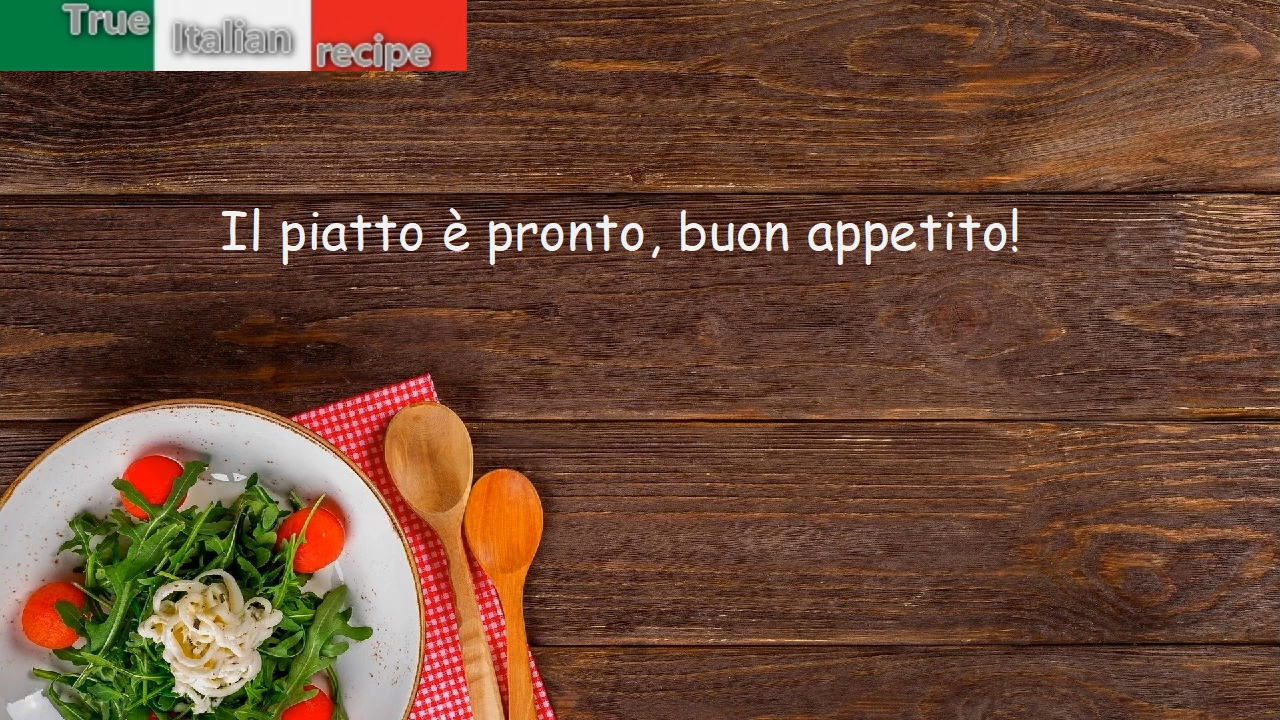 True Italian recipe
Il piatto è pronto, buon appetito!